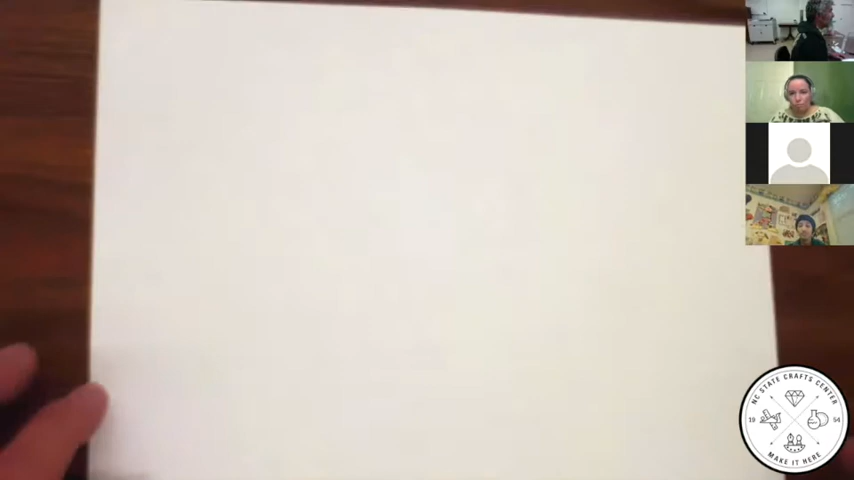 NC STATE CRAFTS CENTER
19 54
MAKE IT HERE